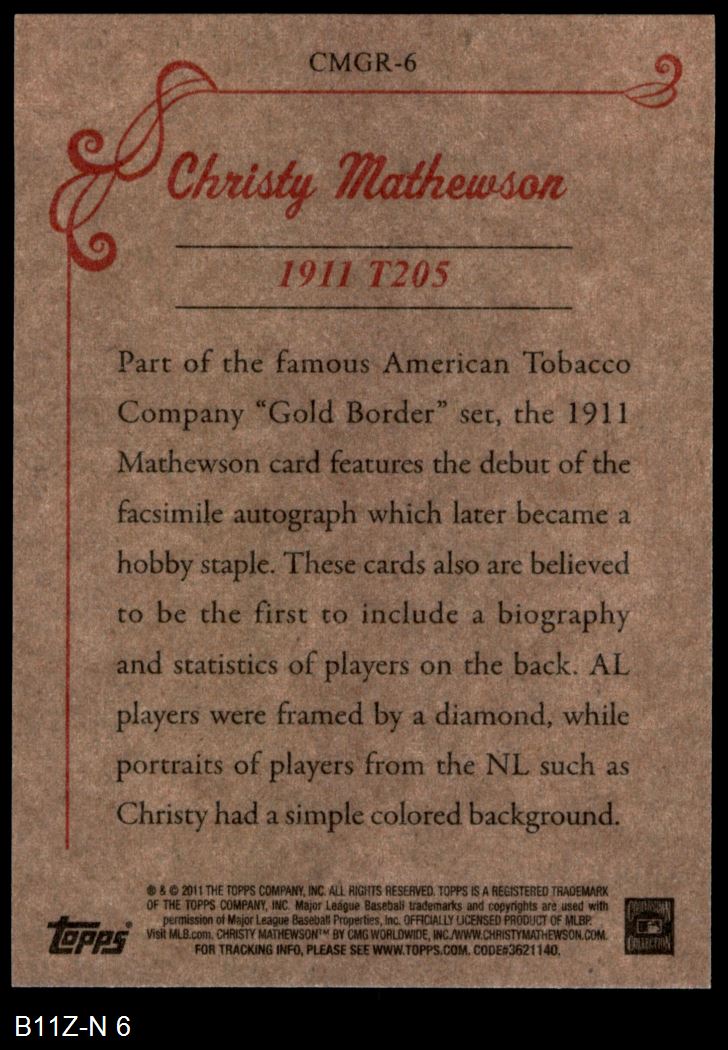 CMGR-6
Christy Mathewson
1911 T205
Part of the famous American Tobacco
Company “Gold Border” set, the 1911
Mathewson card features the debut of the
facsimile autograph which later became a
hobby staple. These cards also are believed
to be the first to include a biography
and statistics of players on the back. AL
players were framed by a diamond, while
portraits of players from the NL such as
Christy had a simple colored background.
® & © 2011 THE TOPPS COMPANY, INC. ALL RIGHTS RESERVED. TOPPS IS A REGISTERED TRADEMARK
OF THE TOPPS COMPANY, INC. Major League Baseball trademarks and copyrights are used with
permission of Major League Baseball Properties, Inc. OFFICIALLY LICENSED PRODUCT OF MLBP.
Visit MLB.com. CHRISTY MATHEWSON™ BY CMG WORLDWIDE, INC./WWW.CHRISTYMATHEWSON.COM.
FOR TRACKING INFO, PLEASE SEE WWW.TOPPS.COM. CODE#3621140.
topps
COOPERSTOWN
COLLECTION
B11Z-N 6